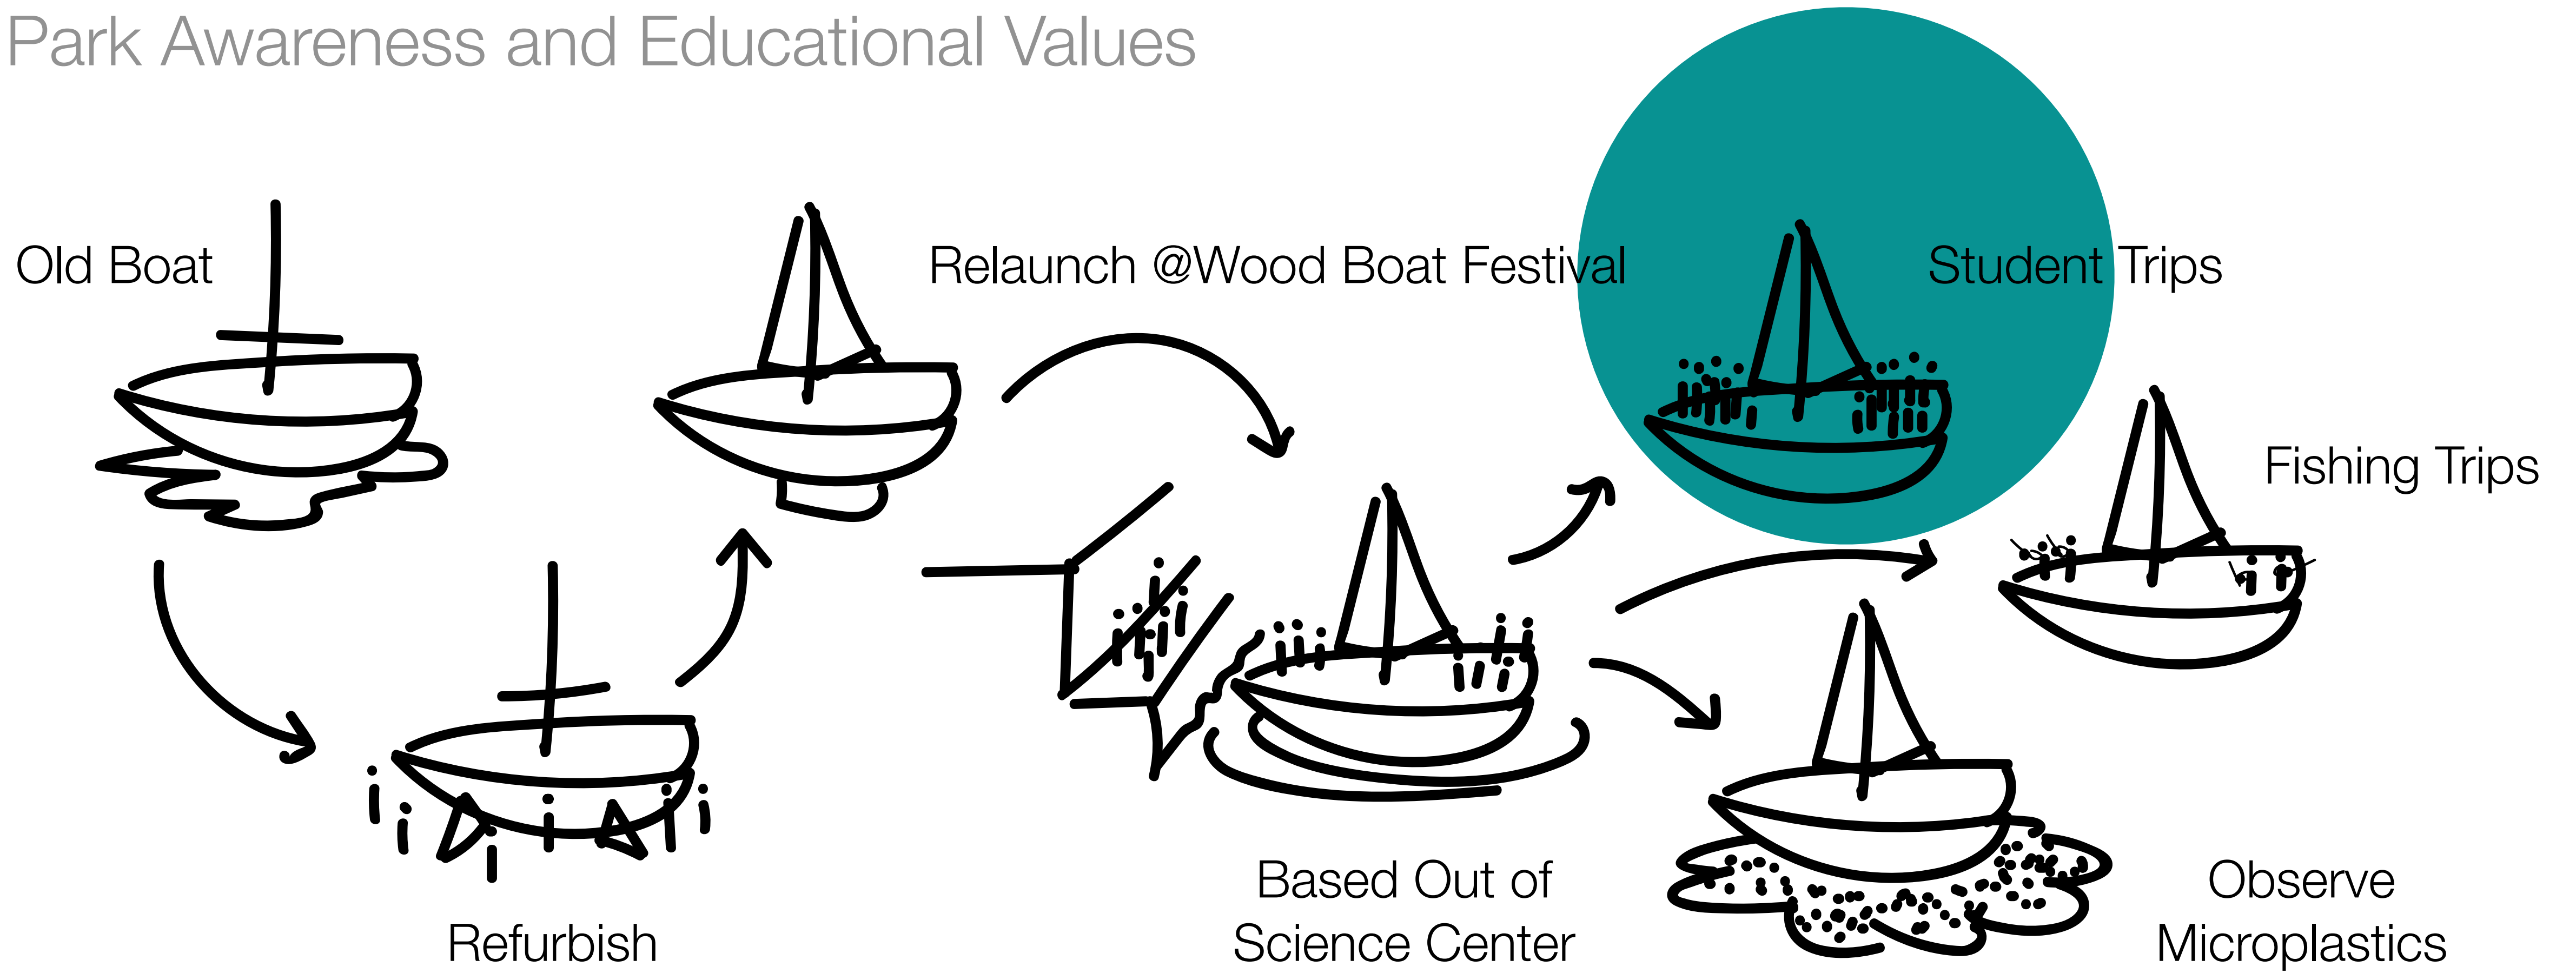 Park Awareness and Educational Values
Old Boat
Relaunch @Wood Boat Festival
Student Trips
Fishing Trips
Refurbish
Based Out of
Science Center
Observe
Microplastics